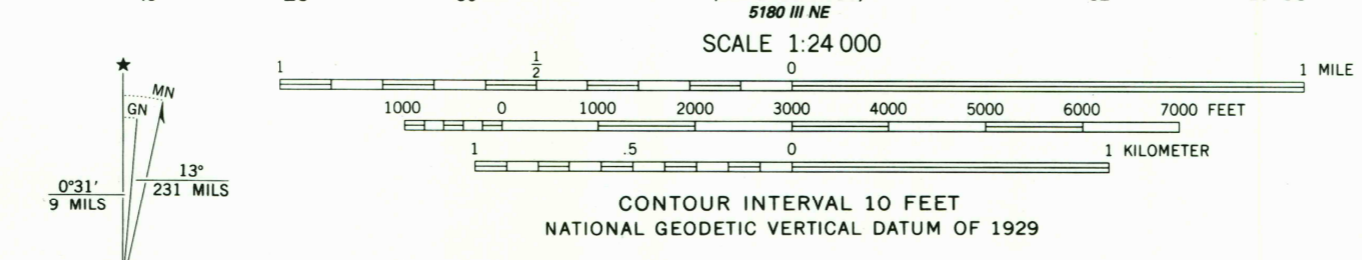 5180 III NE
SCALE 1:24 000
1 1/2 0 1 MILE
1000 0 1000 2000 3000 4000 5000 6000 7000 FEET
1 .5 0 1 KILOMETER
CONTOUR INTERVAL 10 FEET
NATIONAL GEODETIC VERTICAL DATUM OF 1929
★
MN
GN
13°
231 MILS
0°31'
9 MILS